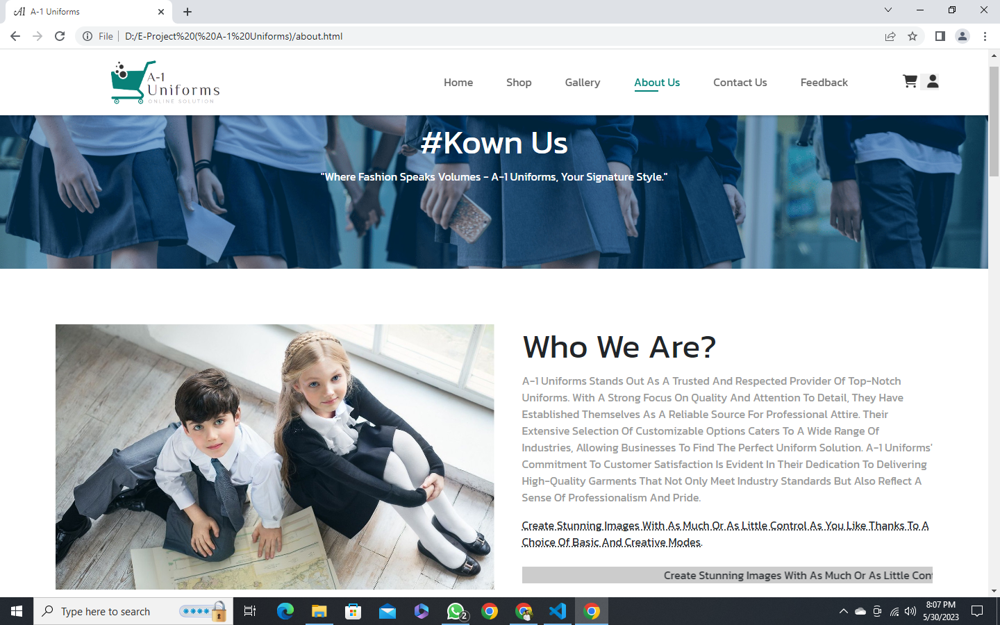 A1 A-1 Uniforms
File D:/E-Project%20(%20A-1%20Uniforms)/about.html
A-1
Uniforms
ONLINE SOLUTION
Home Shop Gallery About Us Contact Us Feedback
#Kown Us
"Where Fashion Speaks Volumes - A-1 Uniforms, Your Signature Style."
Who We Are?
A-1 Uniforms Stands Out As A Trusted And Respected Provider Of Top-Notch
Uniforms. With A Strong Focus On Quality And Attention To Detail, They Have
Established Themselves As A Reliable Source For Professional Attire. Their
Extensive Selection Of Customizable Options Caters To A Wide Range Of
Industries, Allowing Businesses To Find The Perfect Uniform Solution. A-1 Uniforms'
Commitment To Customer Satisfaction Is Evident In Their Dedication To Delivering
High-Quality Garments That Not Only Meet Industry Standards But Also Reflect A
Sense Of Professionalism And Pride.
Create Stunning Images With As Much Or As Little Control As You Like Thanks To A
Choice Of Basic And Creative Modes.
Create Stunning Images With As Much Or As Little Con
Type here to search
2
8:07 PM
5/30/2023